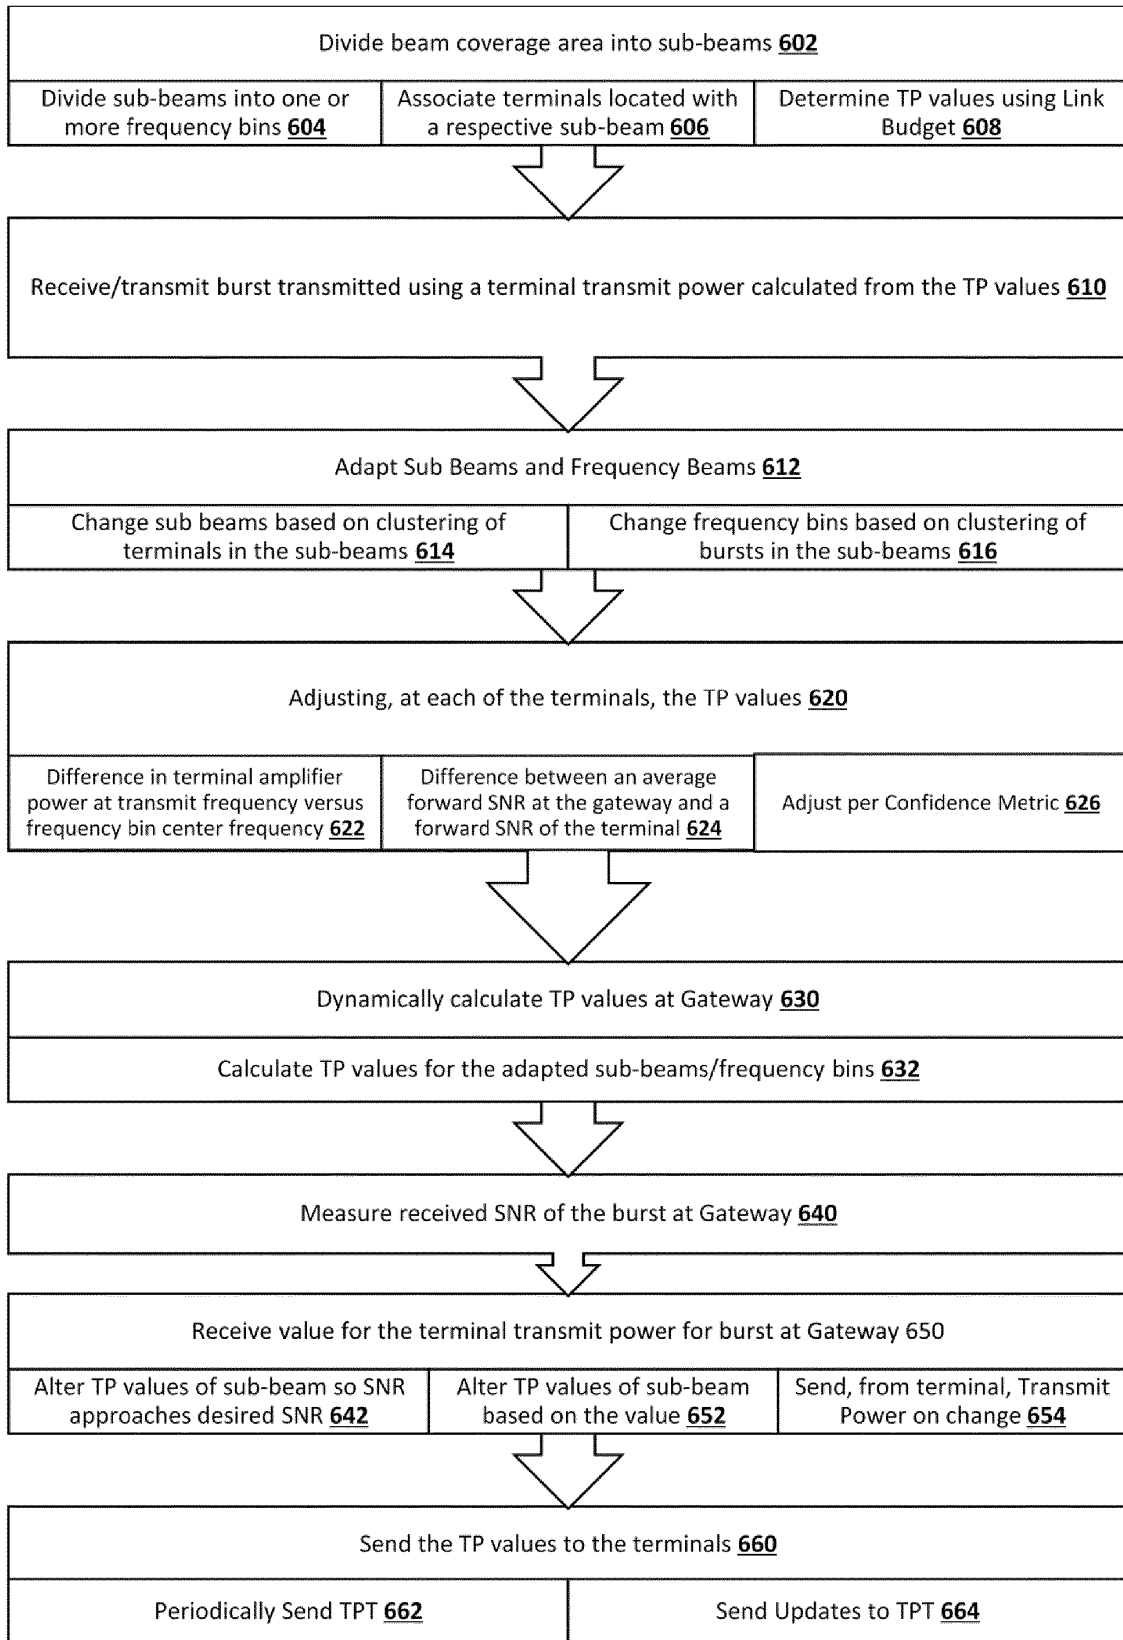 Divide beam coverage area into sub-beams 602
Divide sub-beams into one or
more frequency bins 604
Associate terminals located with
a respective sub-beam 606
Determine TP values using Link
Budget 608
Receive/transmit burst transmitted using a terminal transmit power calculated from the TP values 610
Adapt Sub Beams and Frequency Beams 612
Change sub beams based on clustering of
terminals in the sub-beams 614
Change frequency bins based on clustering of
bursts in the sub-beams 616
Adjusting, at each of the terminals, the TP values 620
Difference in terminal amplifier
power at transmit frequency versus
frequency bin center frequency 622
Difference between an average
forward SNR at the gateway and a
forward SNR of the terminal 624
Adjust per Confidence Metric 626
Dynamically calculate TP values at Gateway 630
Calculate TP values for the adapted sub-beams/frequency bins 632
Measure received SNR of the burst at Gateway 640
Receive value for the terminal transmit power for burst at Gateway 650
Alter TP values of sub-beam so SNR
approaches desired SNR 642
Alter TP values of sub-beam
based on the value 652
Send, from terminal, Transmit
Power on change 654
Send the TP values to the terminals 660
Periodically Send TPT 662
Send Updates to TPT 664